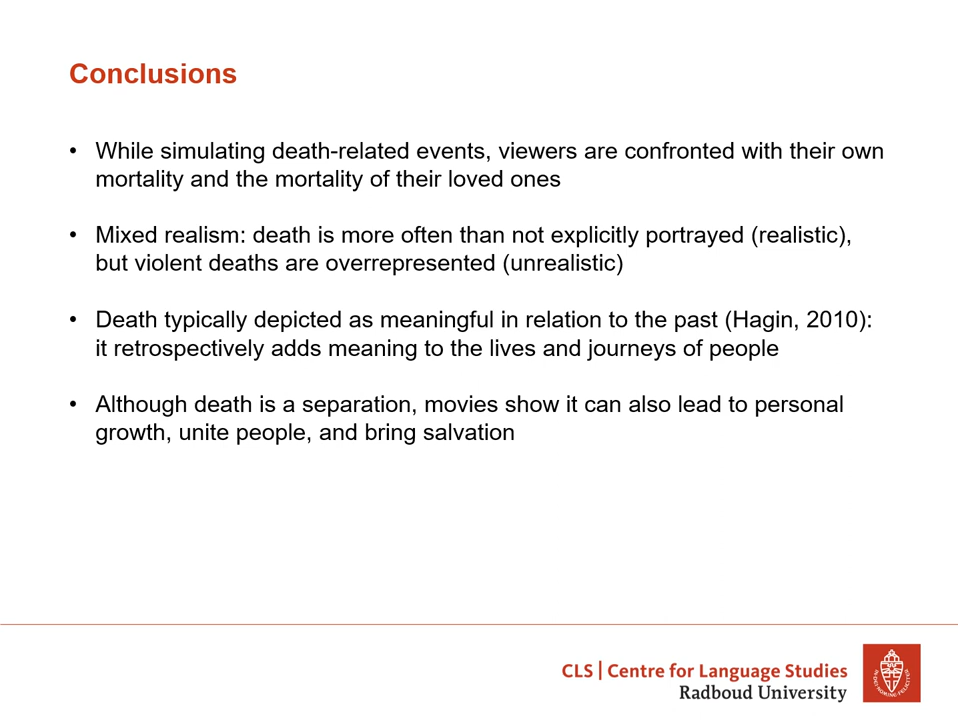 Conclusions
• While simulating death-related events, viewers are confronted with their own
mortality and the mortality of their loved ones
• Mixed realism: death is more often than not explicitly portrayed (realistic),
but violent deaths are overrepresented (unrealistic)
• Death typically depicted as meaningful in relation to the past (Hagin, 2010):
it retrospectively adds meaning to the lives and journeys of people
• Although death is a separation, movies show it can also lead to personal
growth, unite people, and bring salvation
CLS | Centre for Language Studies
Radboud University
IN DEI NOMINE FELICITER